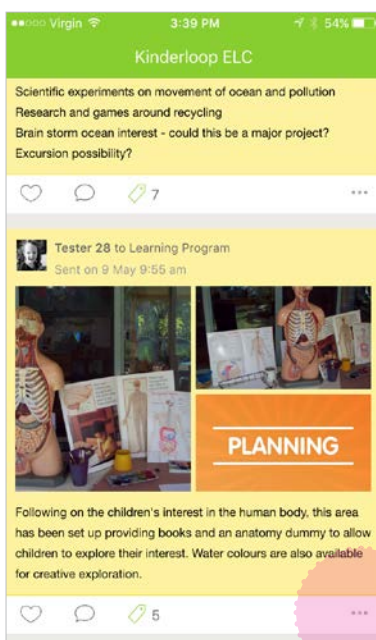 Virgin 3:39 PM 54%
Kinderloop ELC
Scientific experiments on movement of ocean and pollution
Research and games around recycling
Brain storm ocean interest - could this be a major project?
Excursion possibility?
7
Tester 28 to Learning Program
Sent on 9 May 9:55 am
PLANNING
Following on the children's interest in the human body, this area
has been set up providing books and an anatomy dummy to allow
children to explore their interest. Water colours are also available
for creative exploration.
5